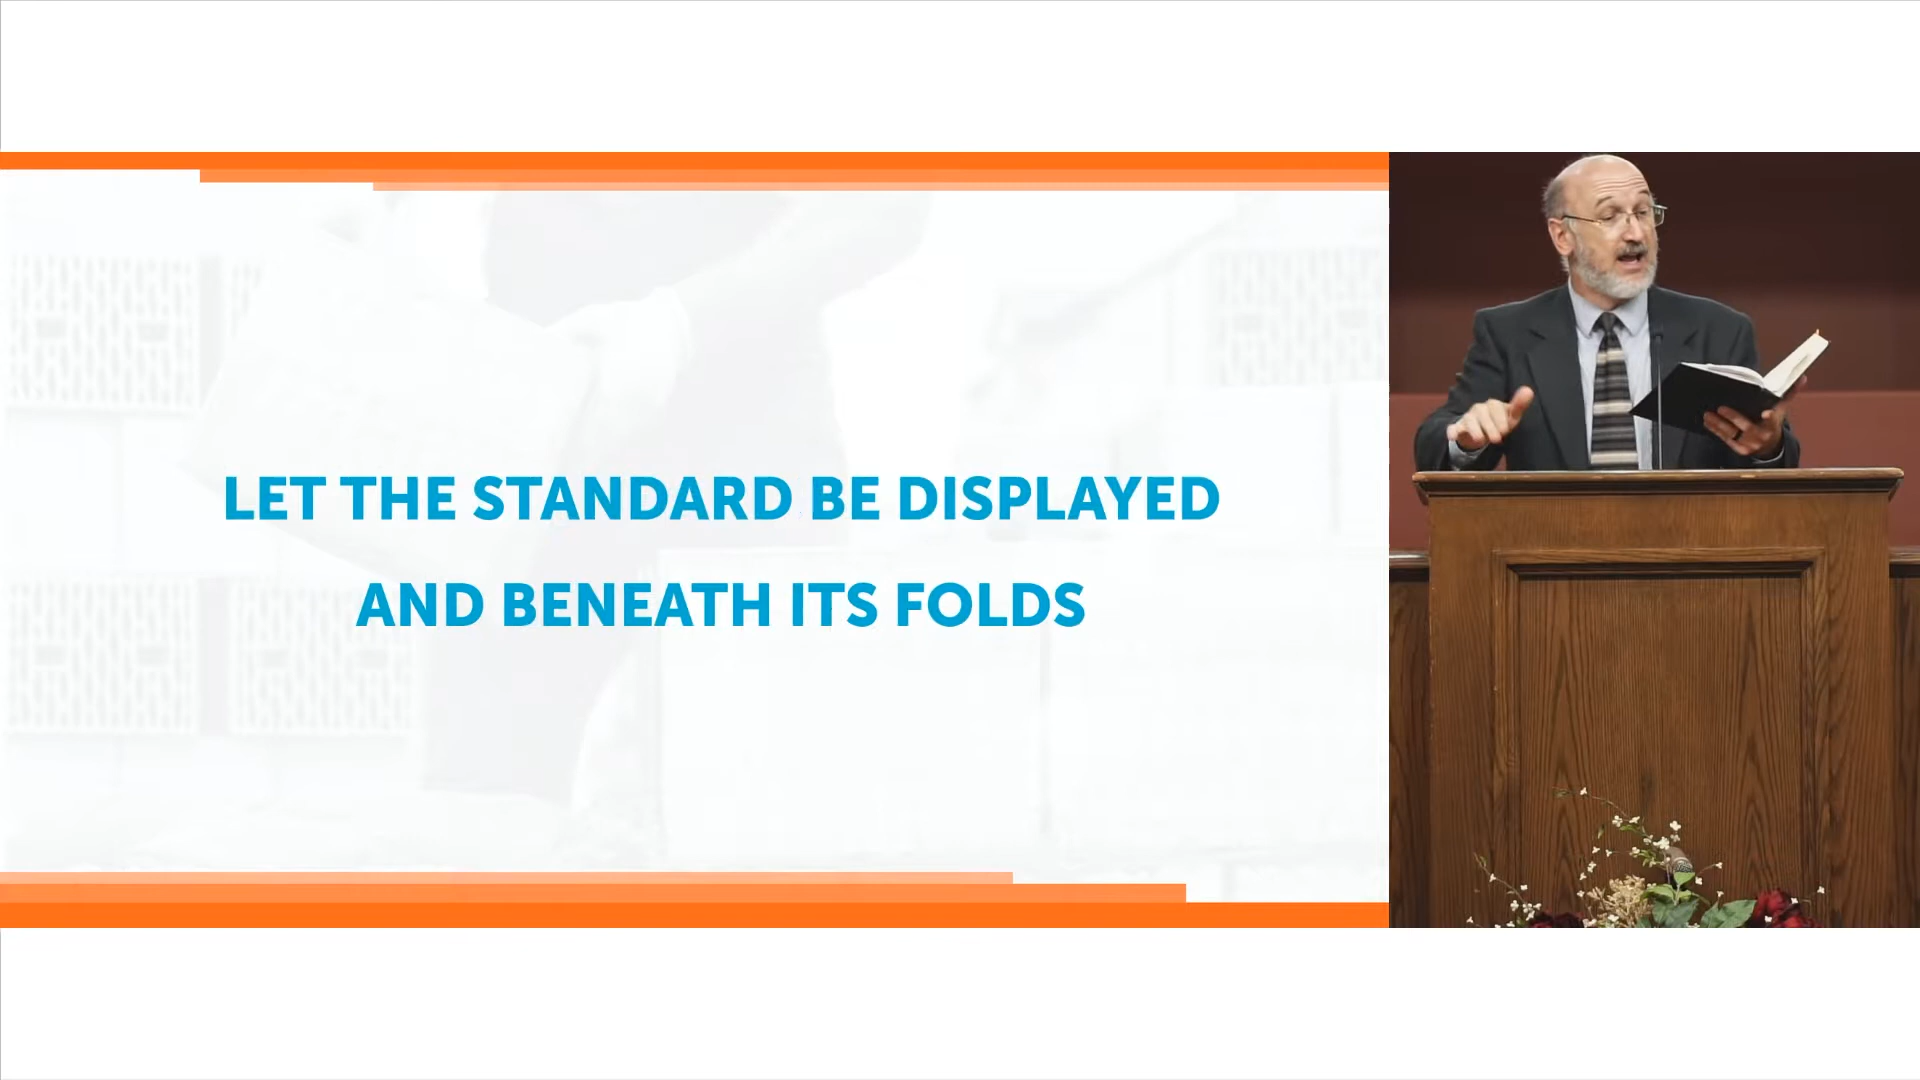 LET THE STANDARD BE DISPLAYED
AND BENEATH ITS FOLDS